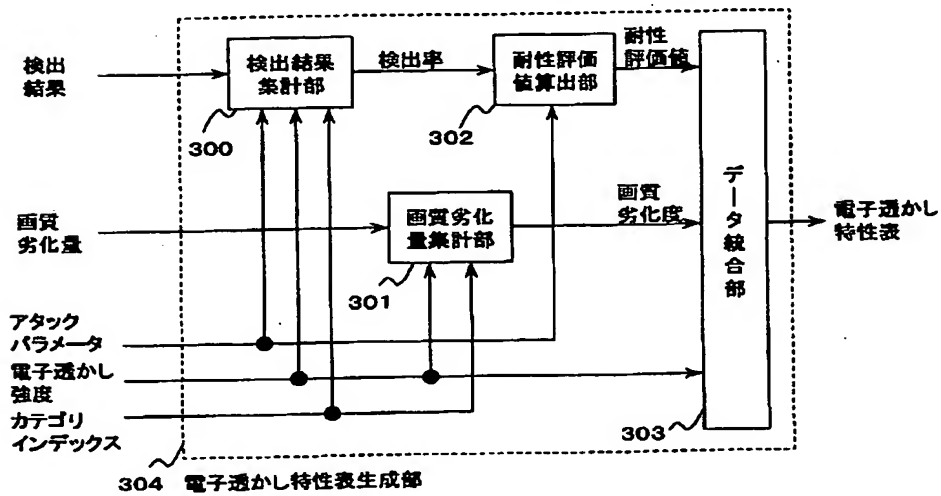 検出
結果
検出結果
集計部
300
検出率
耐性評価
値算出部
302
耐性
評価値
画質
劣化量
画質劣化
量集計部
301
画質
劣化度
データ統合部
303
電子透かし
特性表
アタック
パラメータ
電子透かし
強度
カテゴリ
インデックス
304 電子透かし特性表生成部